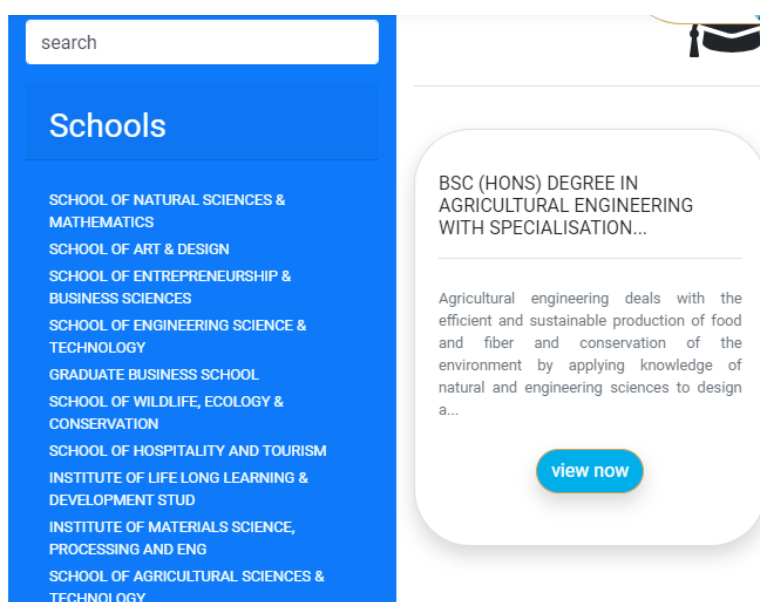 search
Schools
SCHOOL OF NATURAL SCIENCES &
MATHEMATICS
SCHOOL OF ART & DESIGN
SCHOOL OF ENTREPRENEURSHIP &
BUSINESS SCIENCES
SCHOOL OF ENGINEERING SCIENCE &
TECHNOLOGY
GRADUATE BUSINESS SCHOOL
SCHOOL OF WILDLIFE, ECOLOGY &
CONSERVATION
SCHOOL OF HOSPITALITY AND TOURISM
INSTITUTE OF LIFE LONG LEARNING &
DEVELOPMENT STUD
INSTITUTE OF MATERIALS SCIENCE,
PROCESSING AND ENG
SCHOOL OF AGRICULTURAL SCIENCES &
TECHNOLOGY
BSC (HONS) DEGREE IN
AGRICULTURAL ENGINEERING
WITH SPECIALISATION...
Agricultural engineering deals with the
efficient and sustainable production of food
and fiber and conservation of the
environment by applying knowledge of
natural and engineering sciences to design
a...
view now